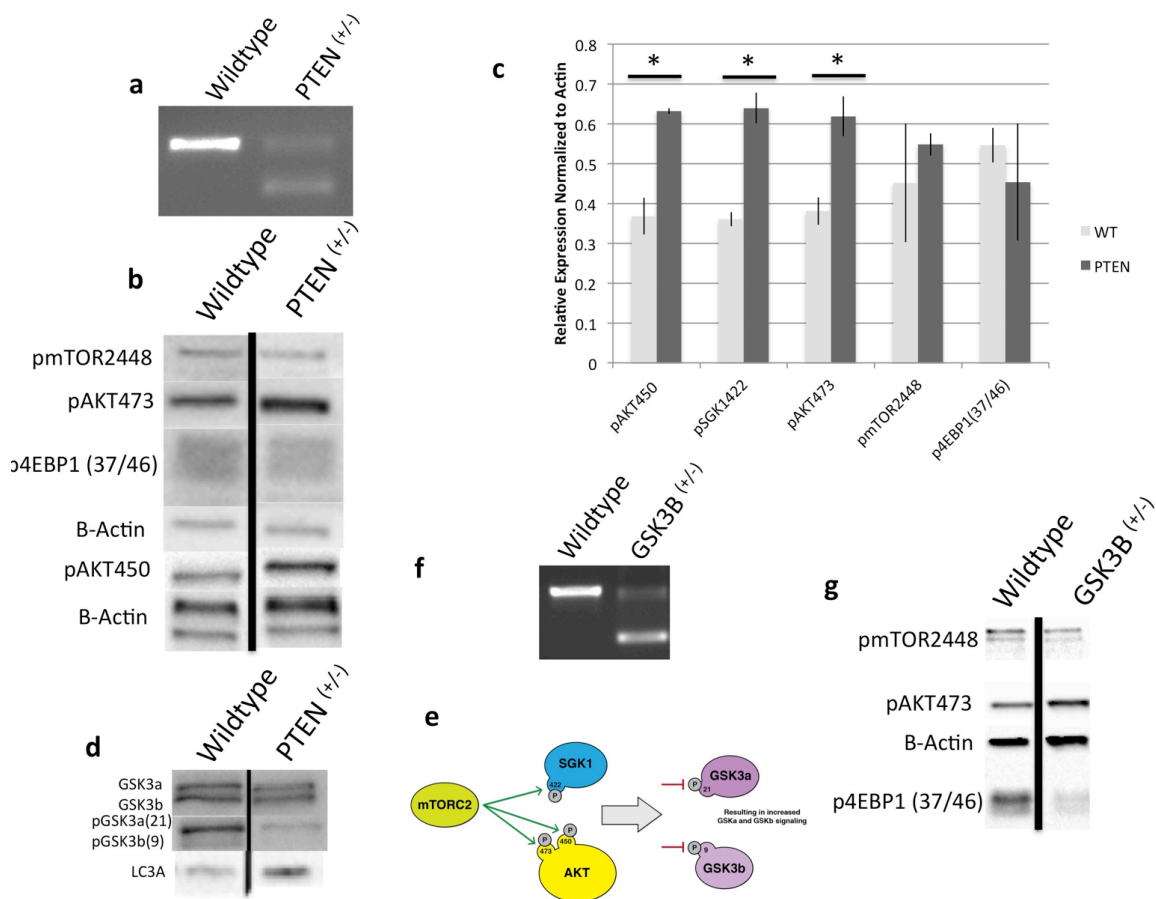 a
Wildtype
PTEN (+/-)
b
Wildtype
PTEN (+/-)
pmTOR2448
pAKT473
p4EBP1 (37/46)
B-Actin
pAKT450
B-Actin
c
Relative Expression Normalized to Actin
0.8
0.7
0.6
0.5
0.4
0.3
0.2
0.1
0
*
*
*
pAKT450
pSGK1422
pAKT473
pmTOR2448
p4EBP1(37/46)
WT
PTEN
d
Wildtype
PTEN (+/-)
GSK3a
GSK3b
pGSK3a(21)
pGSK3b(9)
LC3A
e
mTORC2
SGK1
422
P
P
P
473
450
AKT
P
21
GSK3a
Resulting in increased
GSKa and GSKb signaling
P
9
GSK3b
f
Wildtype
GSK3B (+/-)
g
Wildtype
GSK3B (+/-)
pmTOR2448
pAKT473
B-Actin
p4EBP1 (37/46)